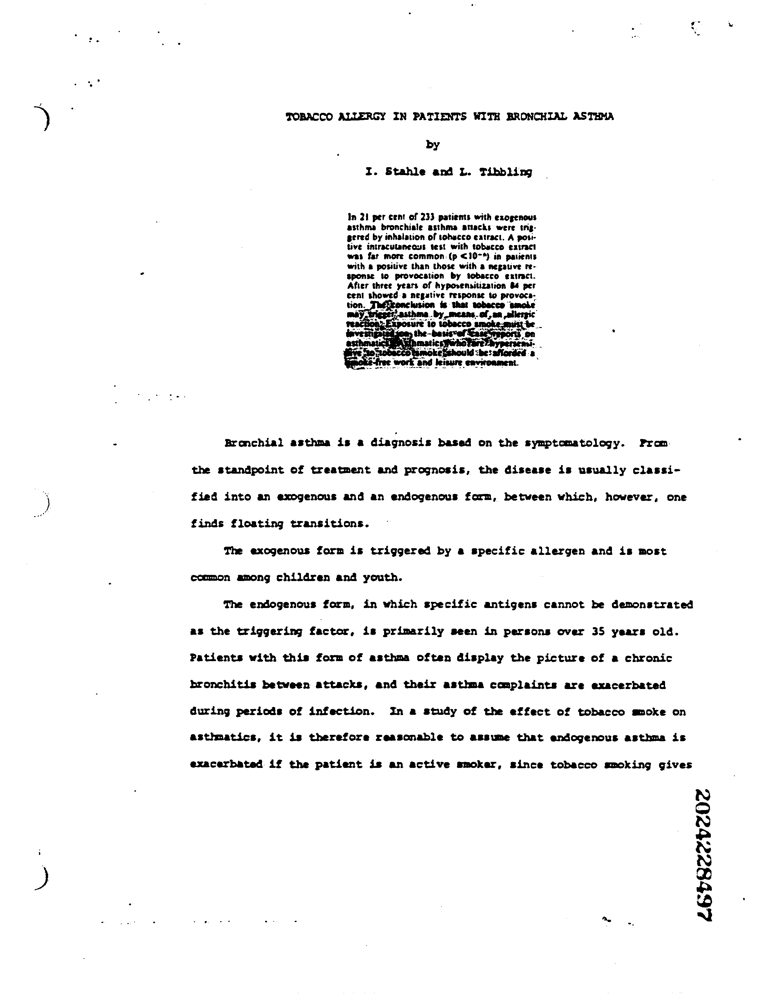 TOBACCO ALLERGY IN PATIENTS WITH BRONCHIAL ASTHMA
by
I. Stahle and L. Tibbling
In 21 per cent of 233 patients with exogenous
asthma bronchiale asthma attacks were trig-
gered by inhalation of tobacco extract. A posi-
tive intracutaneous test with tobacco extract
was far more common (p <10⁻⁶) in patients
with a positive than those with a negative re-
sponse to provocation by tobacco extract.
After three years of hyposensitization 84 per
cent showed a negative response to provoca-
tion. The conclusion is that tobacco smoke
may trigger asthma by means of an allergic
reaction. Exposure to tobacco smoke must be
investigated on the basis of case reports on
asthmatics. Asthmatics who are hypersensi-
tive to tobacco smoke should be afforded a
smoke-free work and leisure environment.
Bronchial asthma is a diagnosis based on the symptomatology. From
the standpoint of treatment and prognosis, the disease is usually classi-
fied into an exogenous and an endogenous form, between which, however, one
finds floating transitions.
The exogenous form is triggered by a specific allergen and is most
common among children and youth.
The endogenous form, in which specific antigens cannot be demonstrated
as the triggering factor, is primarily seen in persons over 35 years old.
Patients with this form of asthma often display the picture of a chronic
bronchitis between attacks, and their asthma complaints are exacerbated
during periods of infection. In a study of the effect of tobacco smoke on
asthmatics, it is therefore reasonable to assume that endogenous asthma is
exacerbated if the patient is an active smoker, since tobacco smoking gives
2024228497